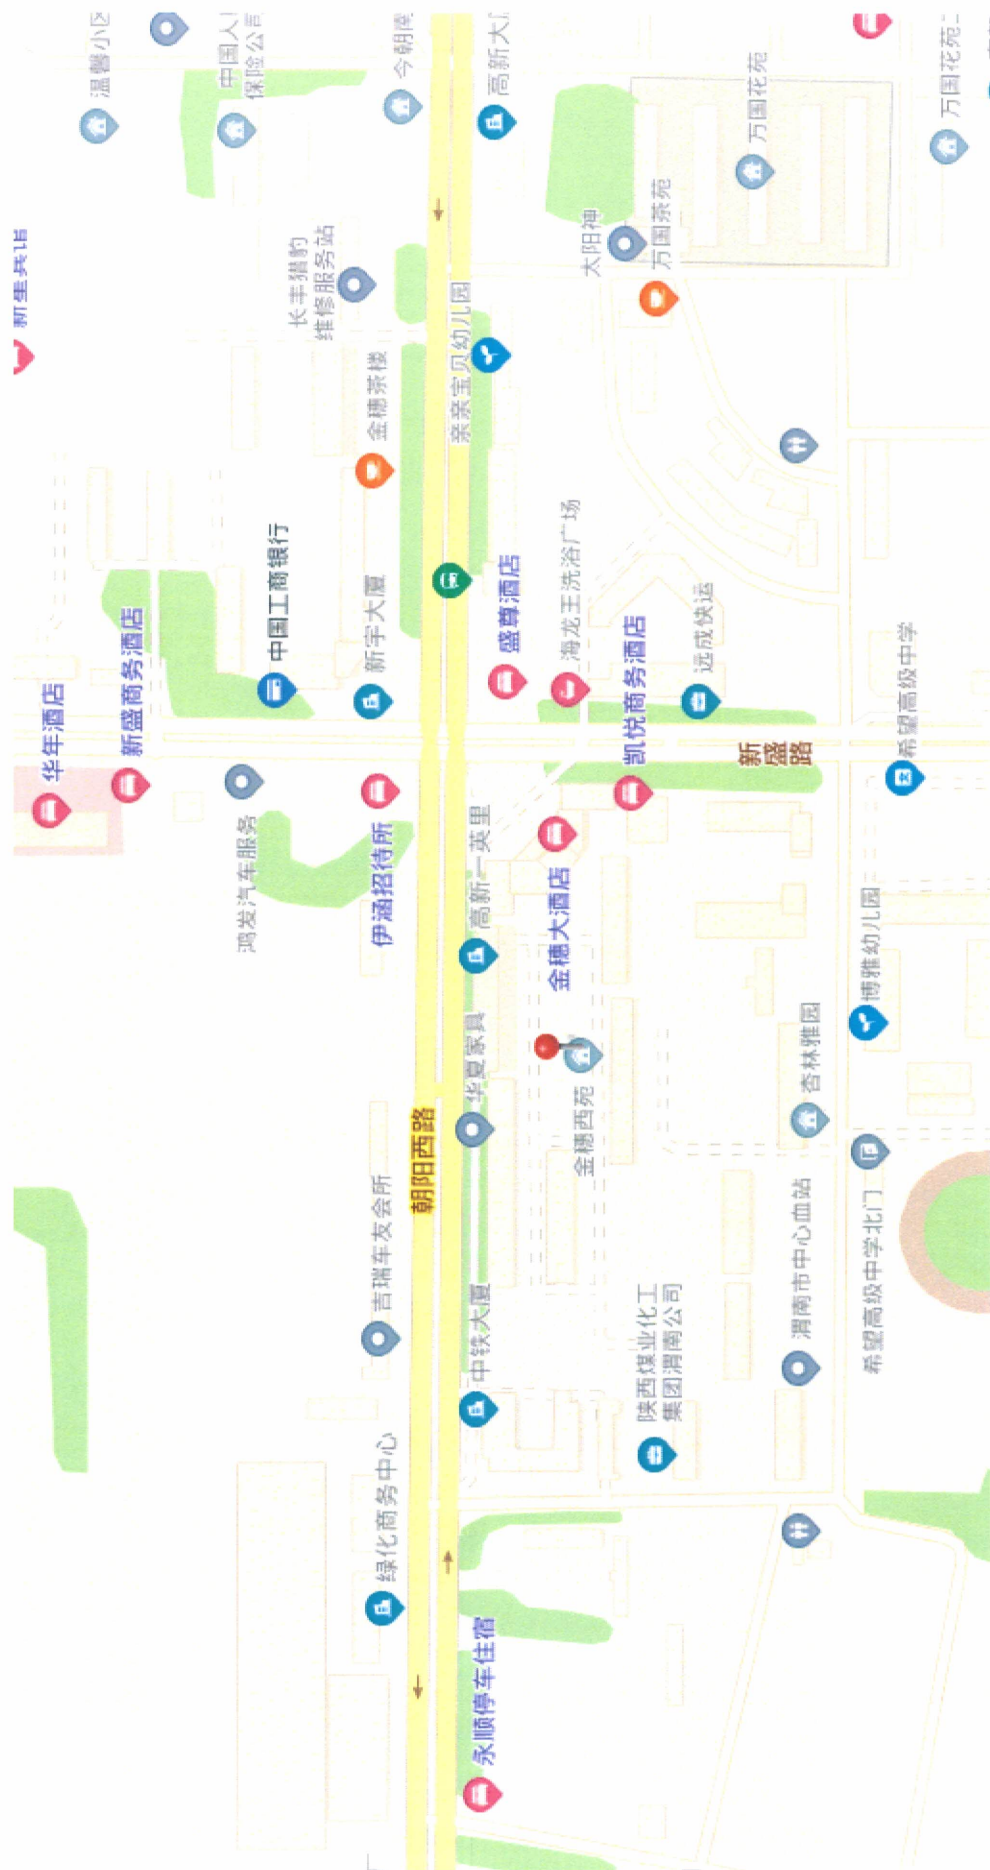 永顺停车住宿
绿化商务中心
中铁大厦
吉瑞车友会所
陕西煤业化工
集团渭南公司
渭南市中心血站
希望高级中学北门
朝阳西路
华夏家具
金穗西苑
杏林雅园
博雅幼儿园
高新一英里
金穗大酒店
伊涵招待所
鸿发汽车服务
华年酒店
新盛商务酒店
中国工商银行
新宇大厦
盛尊酒店
海龙王洗浴广场
凯悦商务酒店
远成快运
新盛路
希望高级中学
金穗茶楼
亲亲宝贝幼儿园
长丰猎豹
维修服务站
太阳神
万国茶苑
万国花苑
万国花苑
温馨小区
中国人
保险公司
今朝南
高新大